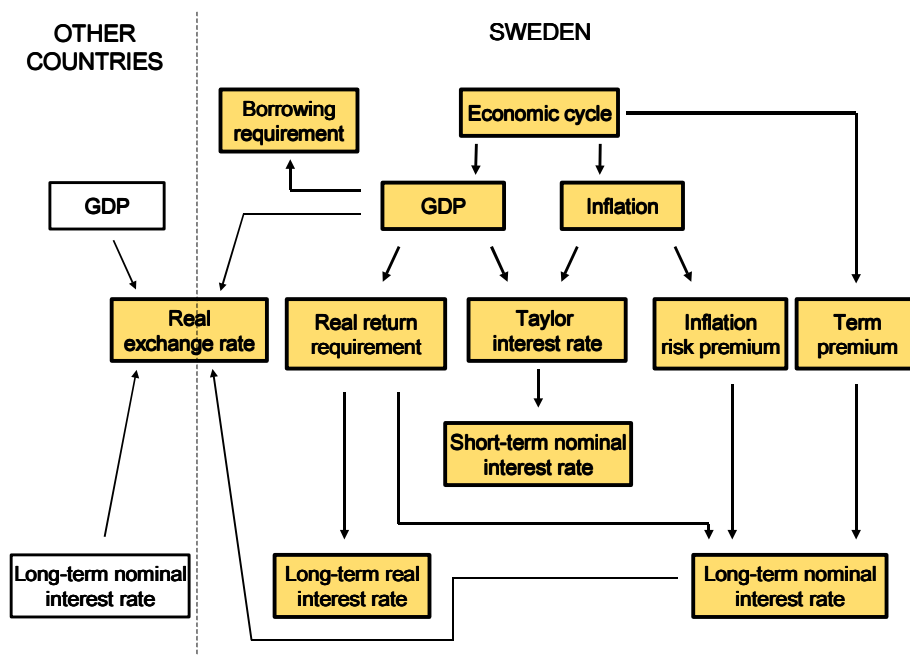 OTHER
COUNTRIES
SWEDEN
Borrowing
requirement
Economic cycle
GDP
GDP
Inflation
Real
exchange rate
Real return
requirement
Taylor
interest rate
Inflation
risk premium
Term
premium
Short-term nominal
interest rate
Long-term nominal
interest rate
Long-term real
interest rate
Long-term nominal
interest rate